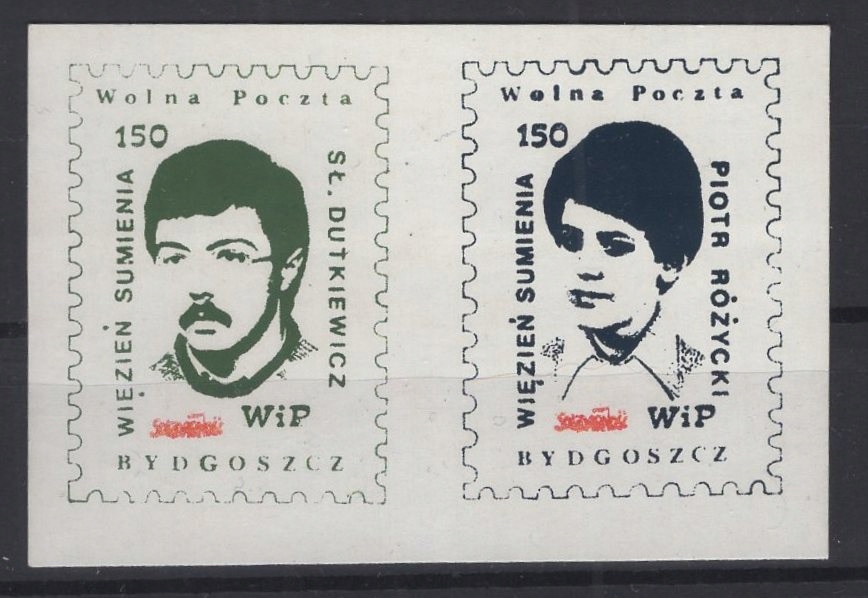 Wolna Poczta
150
WIĘZIEŃ SUMIENIA
St. DUTKIEWICZ
SOLIDARNOŚĆ
WiP
BYDGOSZCZ
Wolna Poczta
150
WIĘZIEŃ SUMIENIA
PIOTR RÓŻYCKI
SOLIDARNOŚĆ
WiP
BYDGOSZCZ